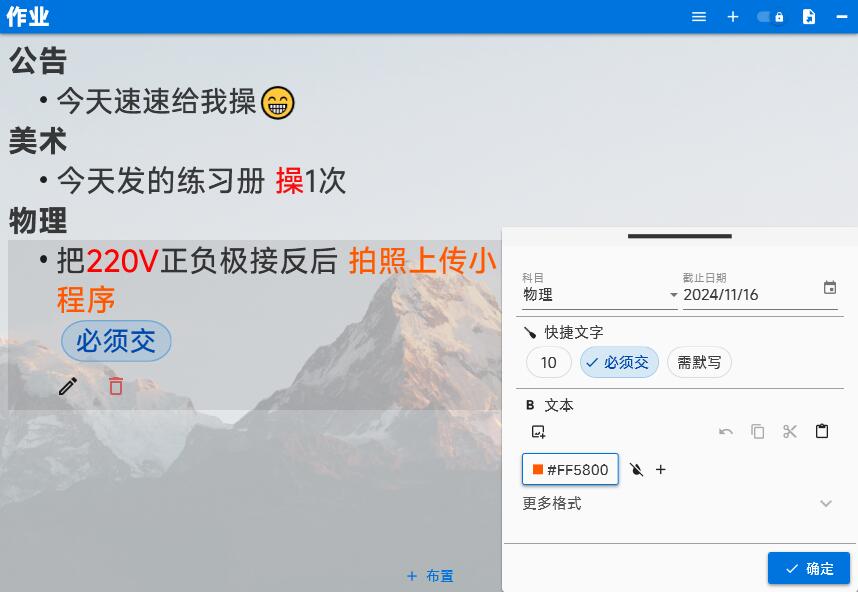 作业
公告
• 今天速速给我操😁
美术
• 今天发的练习册 操1次
物理
• 把220V正负极接反后 拍照上传小
程序
必须交
+ 布置
科目
物理
截止日期
2024/11/16
快捷文字
10
必须交
需默写
B 文本
#FF5800
更多格式
确定